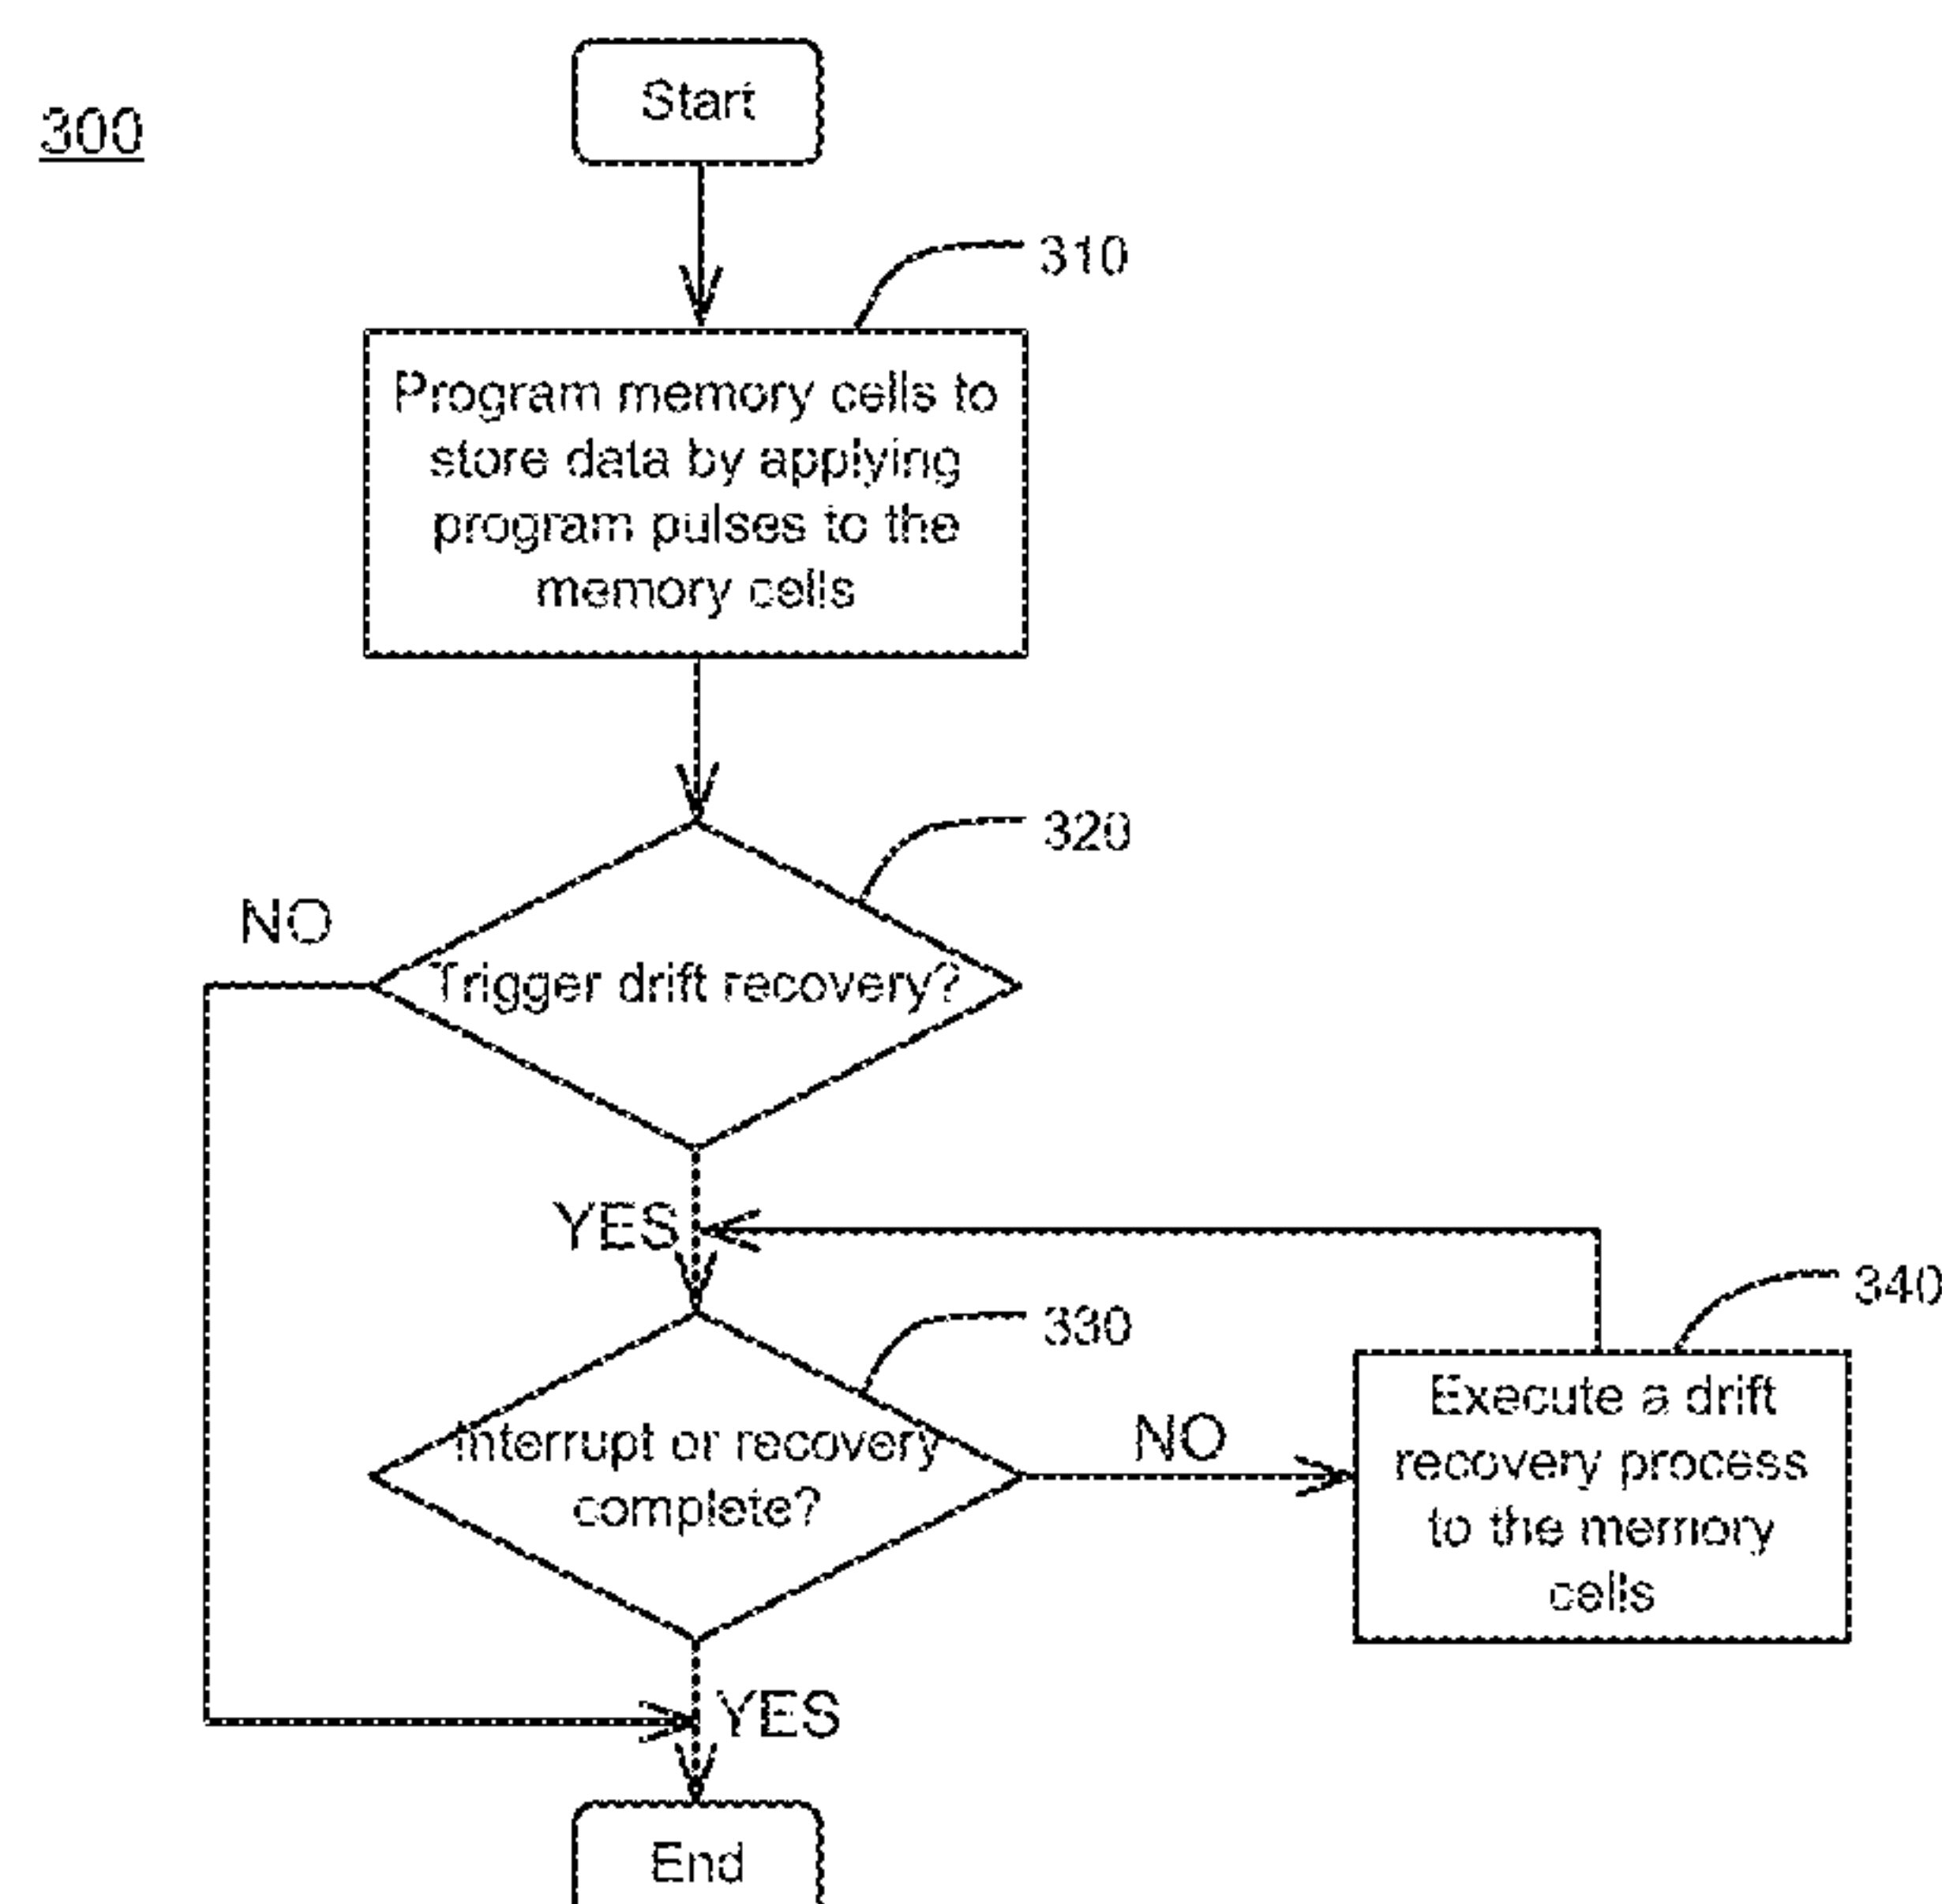 300
Start
310
Program memory cells to
store data by applying
program pulses to the
memory cells
320
NO
Trigger drift recovery?
YES
330
340
Interrupt or recovery
complete?
NO
Execute a drift
recovery process
to the memory
cells
YES
End